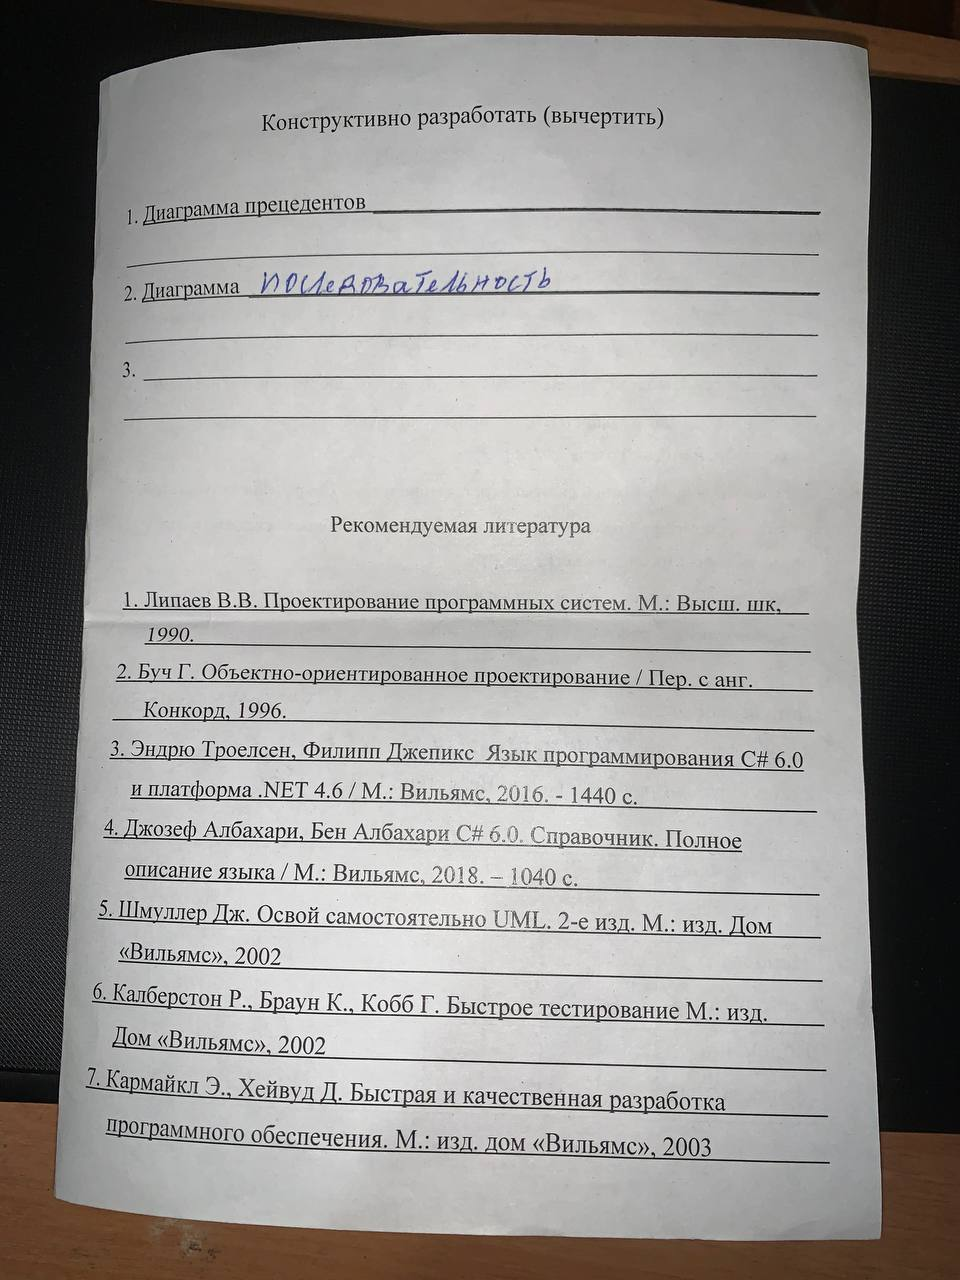 Конструктивно разработать (вычертить)
1. Диаграмма прецедентов
2. Диаграмма последовательность
3.
Рекомендуемая литература
1. Липаев В.В. Проектирование программных систем. М.: Высш. шк,
1990.
2. Буч Г. Объектно-ориентированное проектирование / Пер. с анг.
Конкорд, 1996.
3. Эндрю Троелсен, Филипп Джепикс Язык программирования C# 6.0
и платформа .NET 4.6 / М.: Вильямс, 2016. - 1440 с.
4. Джозеф Албахари, Бен Албахари C# 6.0. Справочник. Полное
описание языка / М.: Вильямс, 2018. – 1040 с.
5. Шмуллер Дж. Освой самостоятельно UML. 2-е изд. М.: изд. Дом
«Вильямс», 2002
6. Калберстон Р., Браун К., Кобб Г. Быстрое тестирование М.: изд.
Дом «Вильямс», 2002
7. Кармайкл Э., Хейвуд Д. Быстрая и качественная разработка
программного обеспечения. М.: изд. дом «Вильямс», 2003